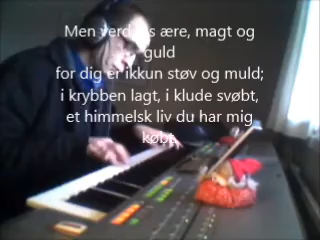 Men verdens ære, magt og
guld
for dig er ikkun støv og muld;
i krybben lagt, i klude svøbt,
et himmelsk liv du har mig
købt.